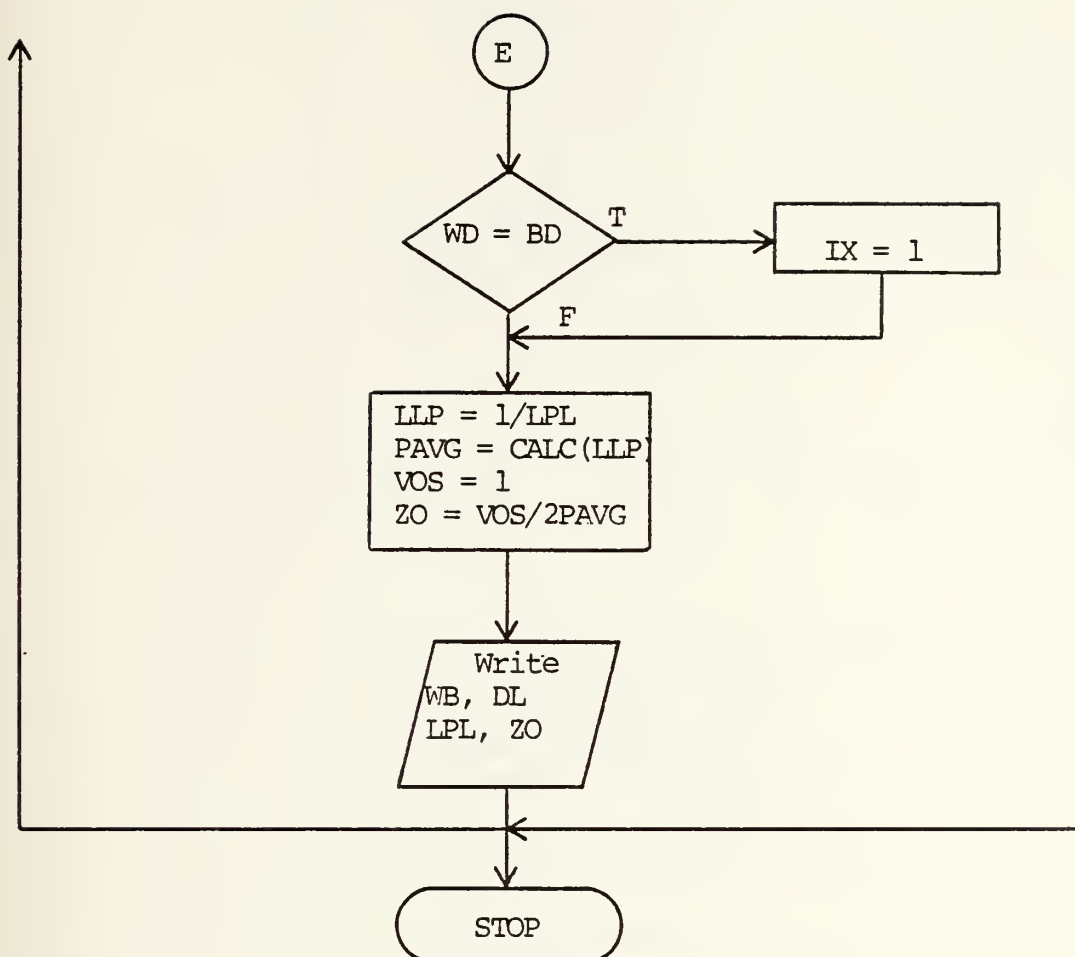 E
WD = BD
T
IX = 1
F
LLP = 1/LPL
PAVG = CALC(LLP)
VOS = 1
ZO = VOS/2PAVG
Write
WB, DL
LPL, ZO
STOP